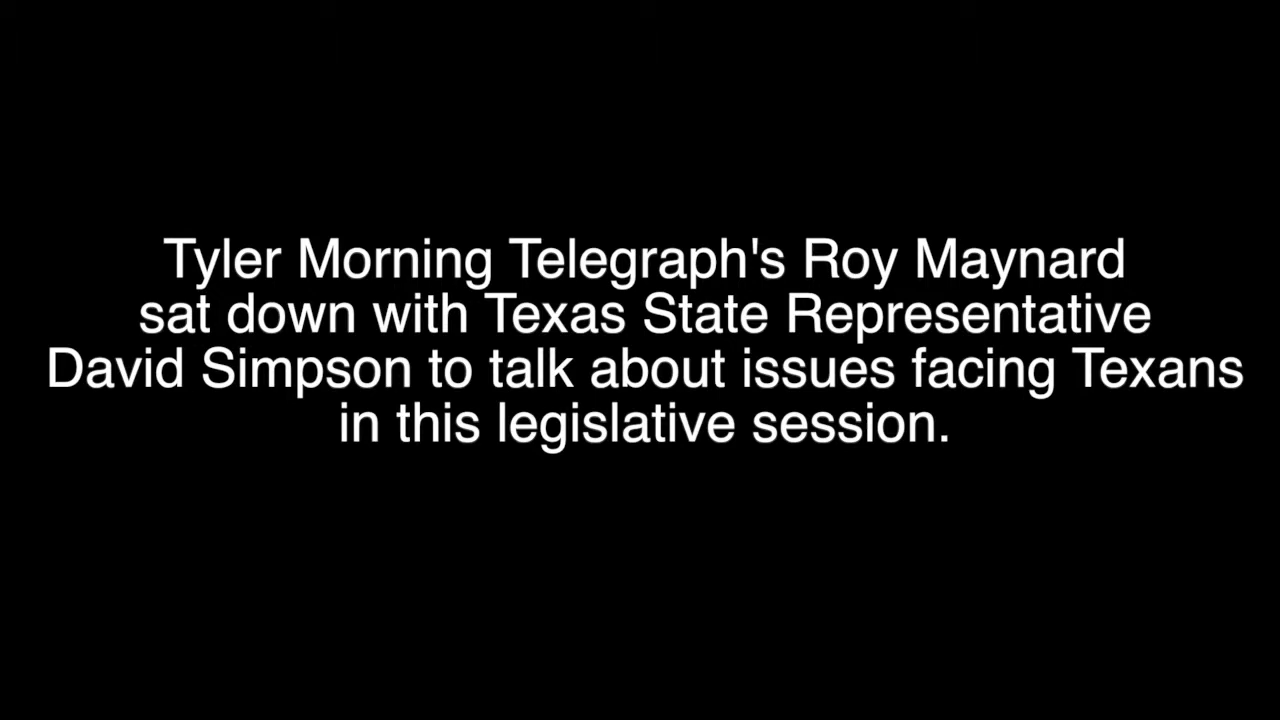 Tyler Morning Telegraph's Roy Maynard
sat down with Texas State Representative
David Simpson to talk about issues facing Texans
in this legislative session.